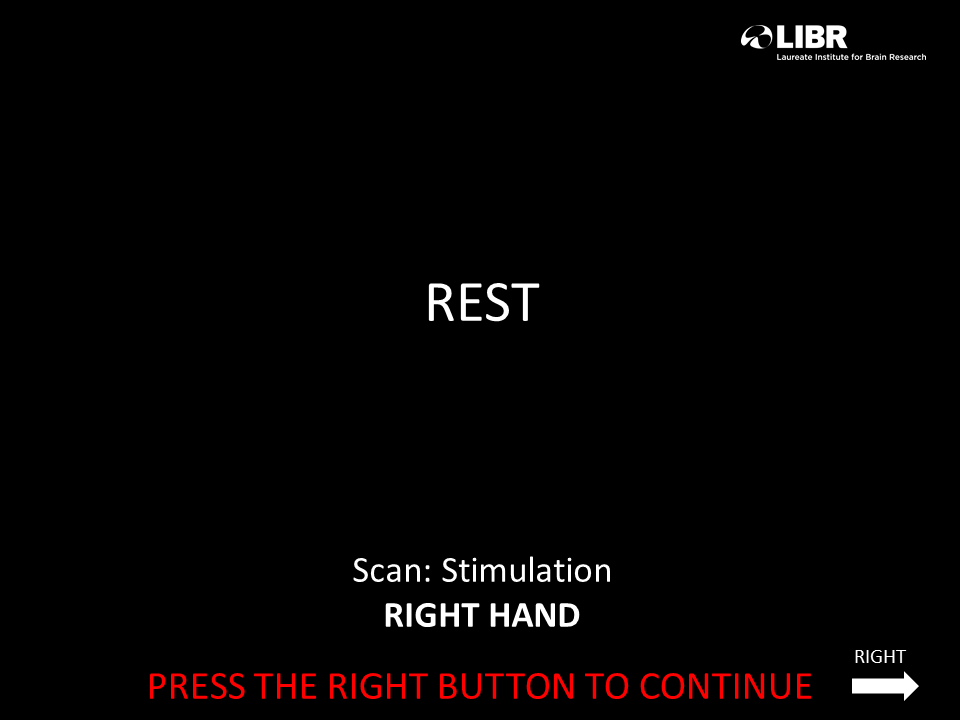 LIBR
Laureate Institute for Brain Research
REST
Scan: Stimulation
RIGHT HAND
RIGHT
PRESS THE RIGHT BUTTON TO CONTINUE